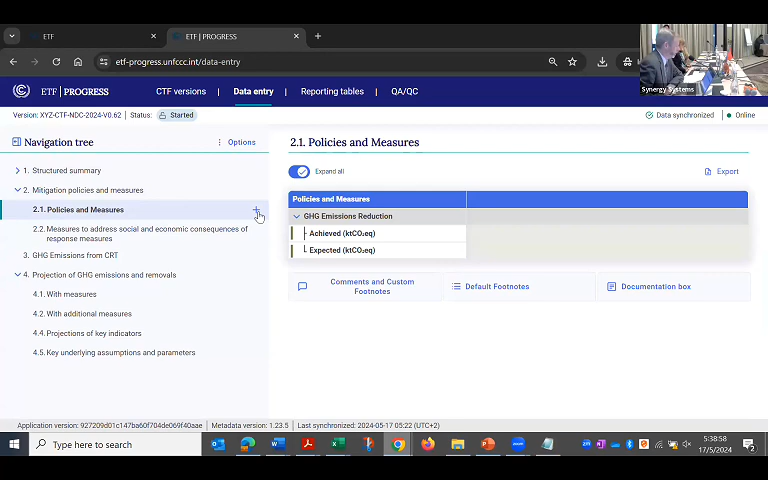 ETF
ETF | PROGRESS
etf-progress.unfccc.int/data-entry
Synergy Systems
ETF | PROGRESS
CTF versions
Data entry
Reporting tables
QA/QC
Version: XYZ-CTF-NDC-2024-V0.62
Status:
Started
Data synchronized
Online
Navigation tree
Options
2.1. Policies and Measures
1. Structured summary
Expand all
Export
2. Mitigation policies and measures
Policies and Measures
2.1. Policies and Measures
GHG Emissions Reduction
2.2. Measures to address social and economic consequences of
response measures
Achieved (ktCO₂eq)
Expected (ktCO₂eq)
3. GHG Emissions from CRT
4. Projection of GHG emissions and removals
4.1. With measures
4.2. With additional measures
4.4. Projections of key indicators
4.5. Key underlying assumptions and parameters
Comments and Custom
Footnotes
Default Footnotes
Documentation box
Application version: 927209d01c147ba60f704de069f40aae
Metadata version: 1.23.5
Last synchronized: 2024-05-17 05:22 (UTC+2)
Type here to search
5:38:58
17/5/2024
2